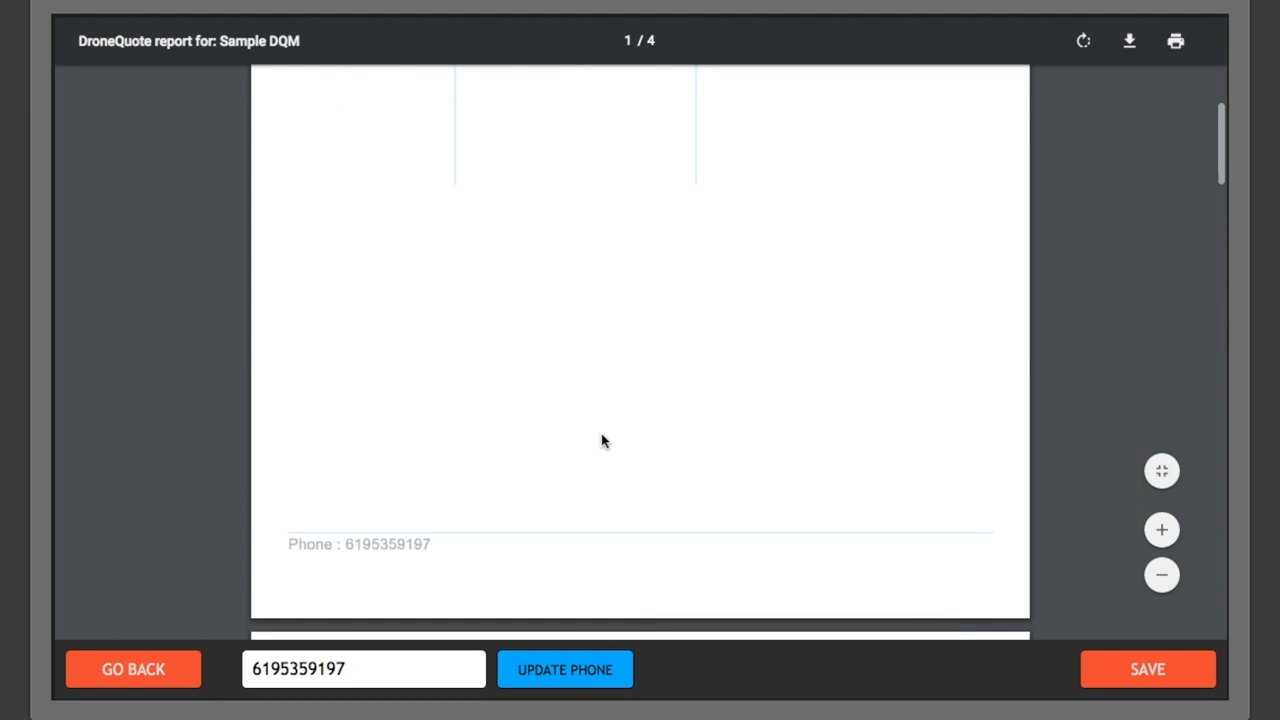 DroneQuote report for: Sample DQM
1 / 4
Phone : 6195359197
GO BACK
6195359197
UPDATE PHONE
SAVE